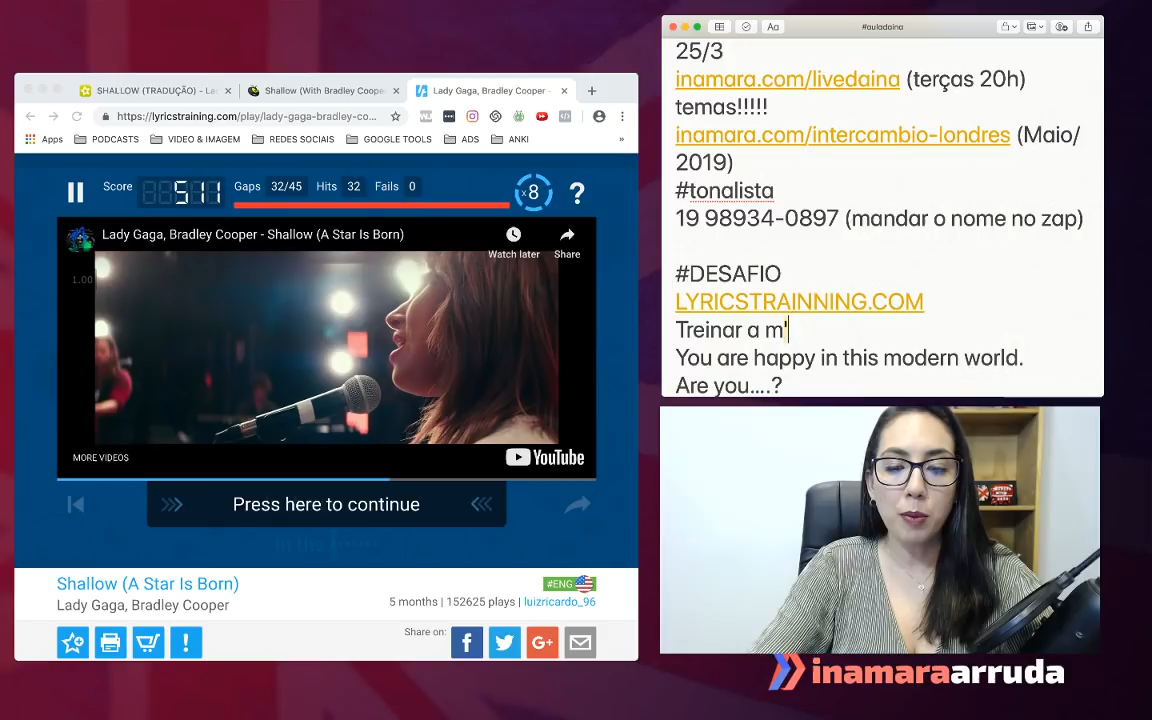 SHALLOW (TRADUÇÃO) - La
Shallow (With Bradley Coope
Lady Gaga, Bradley Cooper -
https://lyricstraining.com/play/lady-gaga-bradley-co...
Apps
PODCASTS
VIDEO & IMAGEM
REDES SOCIAIS
GOOGLE TOOLS
ADS
ANKI
Score 511 Gaps 32/45 Hits 32 Fails 0
x8
?
Lady Gaga, Bradley Cooper - Shallow (A Star Is Born)
Watch later
Share
1.00
MORE VIDEOS
YouTube
Press here to continue
Shallow (A Star Is Born)
#ENG
Lady Gaga, Bradley Cooper
5 months | 152625 plays | luizricardo_96
Share on:
f
G+
#auladaina
Aa
25/3
inamara.com/livedaina (terças 20h)
temas!!!!!
inamara.com/intercambio-londres (Maio/
2019)
#tonalista
19 98934-0897 (mandar o nome no zap)
#DESAFIO
LYRICSTRAINNING.COM
Treinar a m'
You are happy in this modern world.
Are you....?
inamaraarruda